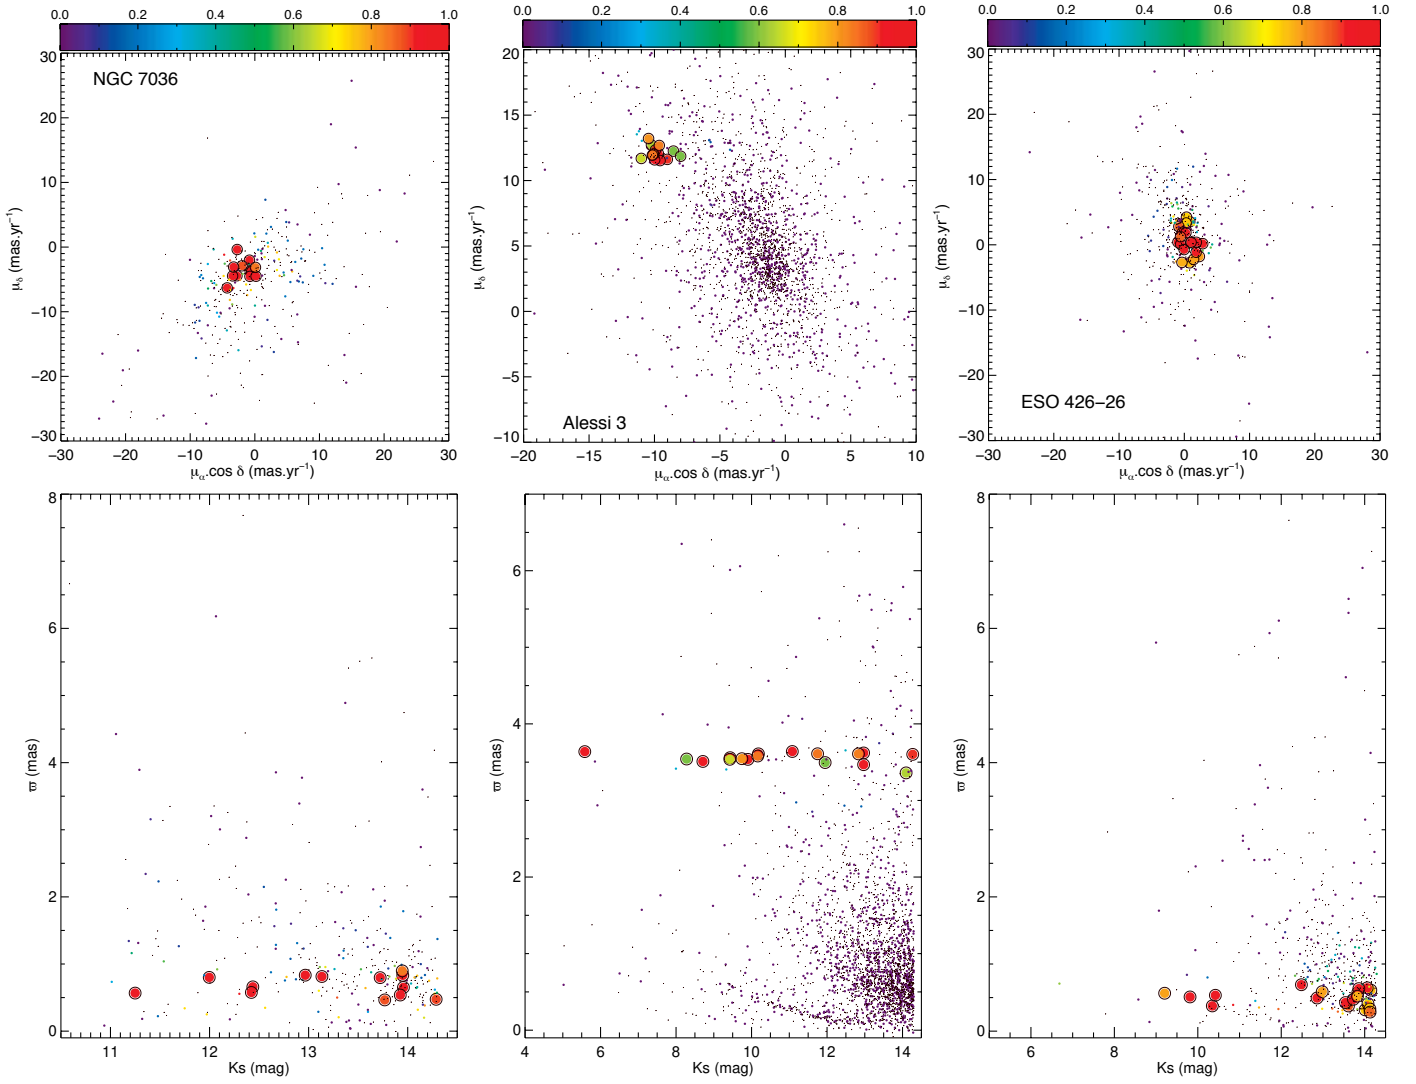 0.0 0.2 0.4 0.6 0.8 1.0
0.0 0.2 0.4 0.6 0.8 1.0
0.0 0.2 0.4 0.6 0.8 1.0
30
20
10
0
−10
−20
−30
μδ (mas.yr⁻¹)
NGC 7036
−30 −20 −10 0 10 20 30
μα.cos δ (mas.yr⁻¹)
20
15
10
5
0
−5
−10
μδ (mas.yr⁻¹)
Alessi 3
−20 −15 −10 −5 0 5 10
μα.cos δ (mas.yr⁻¹)
30
20
10
0
−10
−20
−30
μδ (mas.yr⁻¹)
ESO 426−26
−30 −20 −10 0 10 20 30
μα.cos δ (mas.yr⁻¹)
8
6
4
2
0
ϖ (mas)
11 12 13 14
Ks (mag)
6
4
2
0
ϖ (mas)
4 6 8 10 12 14
Ks (mag)
8
6
4
2
0
ϖ (mas)
6 8 10 12 14
Ks (mag)